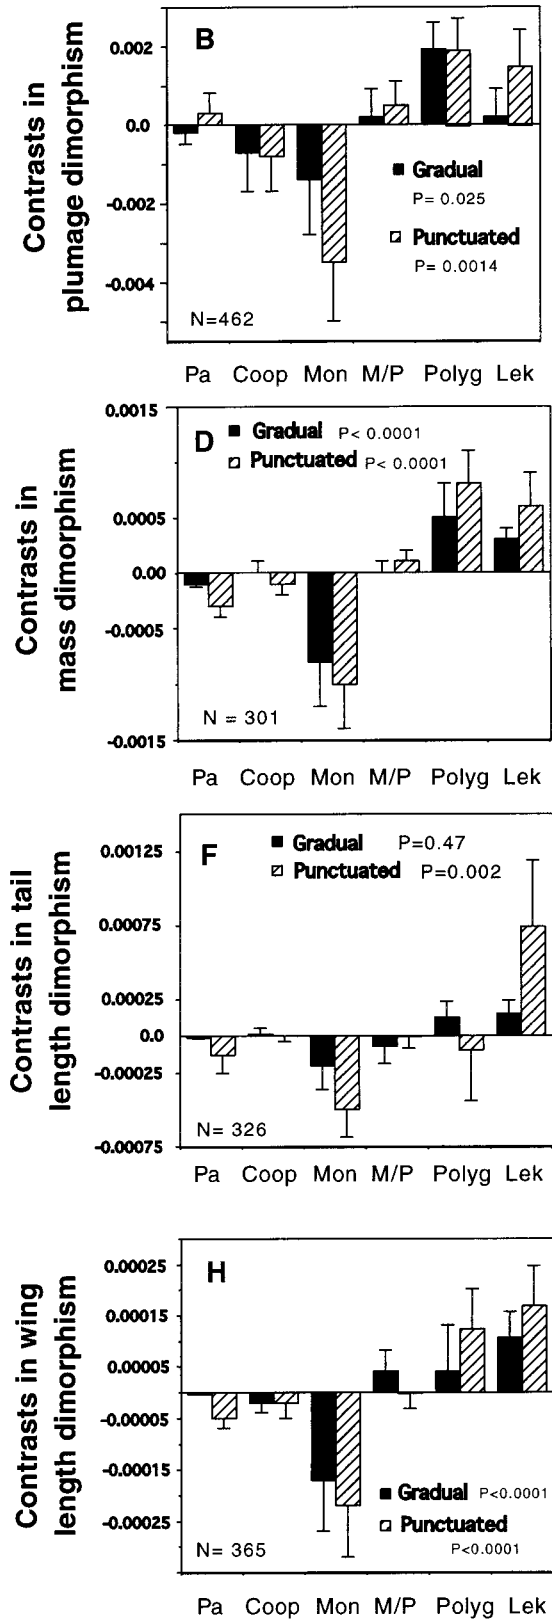 Contrasts in
plumage dimorphism
B
0.002
0.0
-0.002
-0.004
Gradual
P= 0.025
Punctuated
P= 0.0014
N=462
Pa Coop Mon M/P Polyg Lek
Contrasts in
mass dimorphism
D
0.0015
0.0005
0.00
-0.0005
-0.0015
Gradual P< 0.0001
Punctuated P< 0.0001
N = 301
Pa Coop Mon M/P Polyg Lek
Contrasts in tail
length dimorphism
F
0.00125
0.00075
0.00025
0.0
-0.00025
-0.00075
Gradual P=0.47
Punctuated P=0.002
N= 326
Pa Coop Mon M/P Polyg Lek
Contrasts in wing
length dimorphism
H
0.00025
0.00015
0.00005
-0.00005
-0.00015
-0.00025
Gradual P<0.0001
Punctuated
P<0.0001
N= 365
Pa Coop Mon M/P Polyg Lek